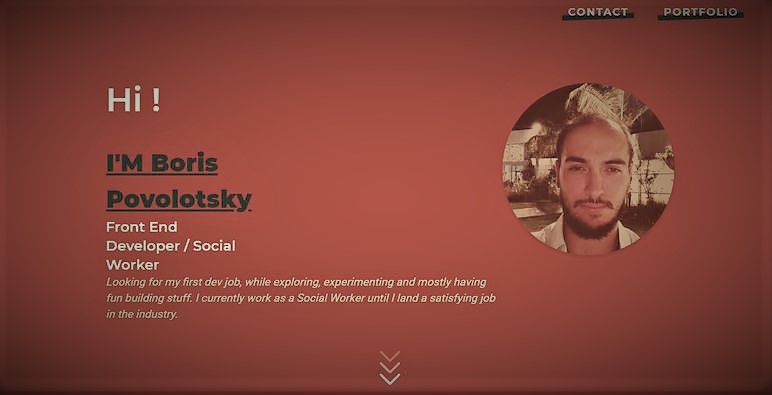 CONTACT PORTFOLIO
Hi !
I'M Boris
Povolotsky
Front End
Developer / Social
Worker
Looking for my first dev job, while exploring, experimenting and mostly having
fun building stuff. I currently work as a Social Worker until I land a satisfying job
in the industry.